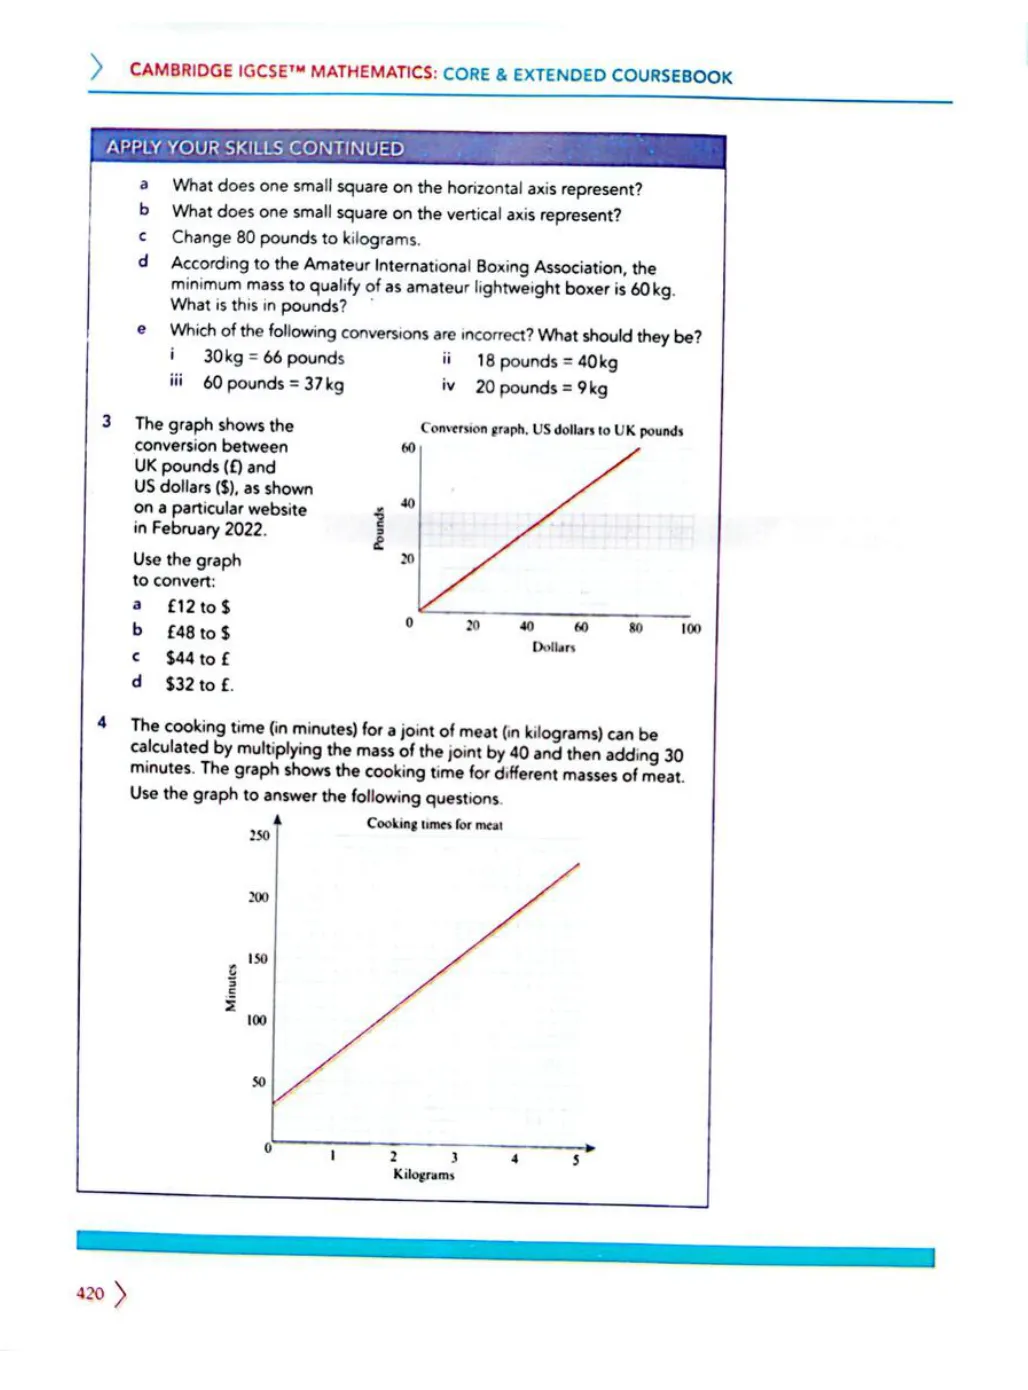 CAMBRIDGE IGCSE™ MATHEMATICS: CORE & EXTENDED COURSEBOOK
APPLY YOUR SKILLS CONTINUED
a What does one small square on the horizontal axis represent?
b What does one small square on the vertical axis represent?
c Change 80 pounds to kilograms.
d According to the Amateur International Boxing Association, the
minimum mass to qualify of as amateur lightweight boxer is 60 kg.
What is this in pounds?
e Which of the following conversions are incorrect? What should they be?
i 30 kg = 66 pounds ii 18 pounds = 40 kg
iii 60 pounds = 37 kg iv 20 pounds = 9 kg
3 The graph shows the
conversion between
UK pounds (£) and
US dollars ($), as shown
on a particular website
in February 2022.
Use the graph
to convert:
a £12 to $
b £48 to $
c $44 to £
d $32 to £.
Conversion graph, US dollars to UK pounds
60
40
20
0 20 40 60 80 100
Pounds
Dollars
4 The cooking time (in minutes) for a joint of meat (in kilograms) can be
calculated by multiplying the mass of the joint by 40 and then adding 30
minutes. The graph shows the cooking time for different masses of meat.
Use the graph to answer the following questions.
Cooking times for meat
250
200
150
100
50
0 1 2 3 4 5
Minutes
Kilograms
420